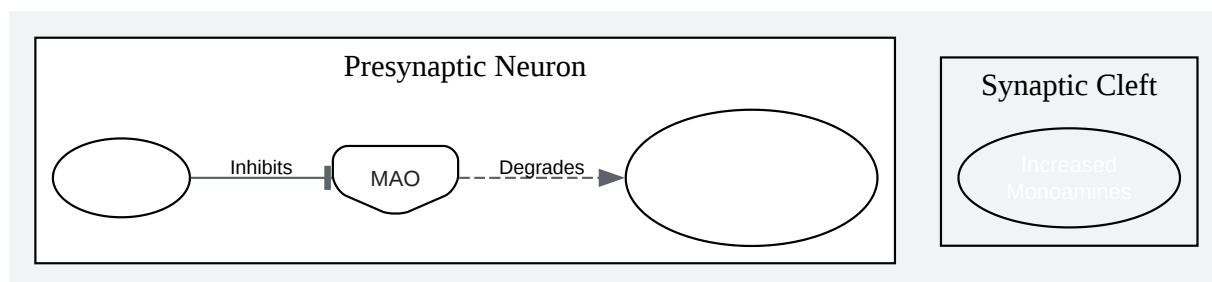 Presynaptic Neuron
Inhibits
MAO
Degrades
Synaptic Cleft
Increased
Monoamines